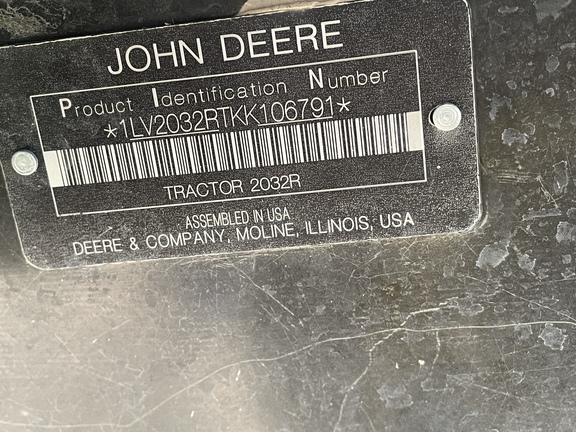 JOHN DEERE
Product Identification Number
*1LV2032RTKK106791*
TRACTOR 2032R
ASSEMBLED IN USA
DEERE & COMPANY, MOLINE, ILLINOIS, USA